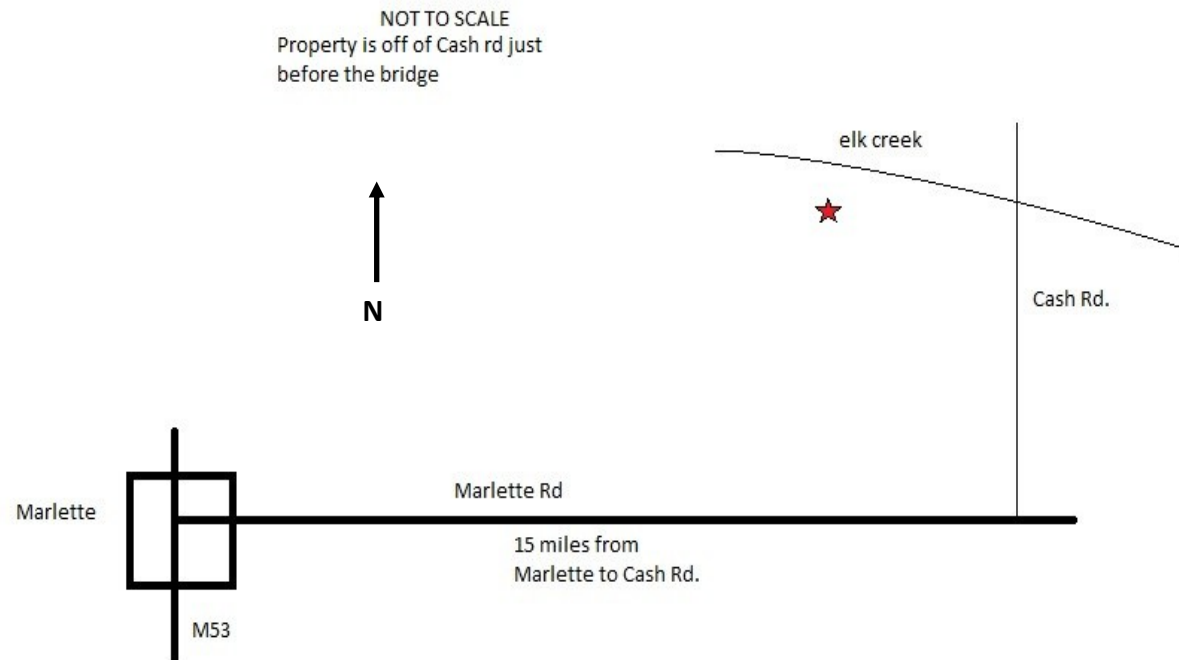 NOT TO SCALE
Property is off of Cash rd just
before the bridge
elk creek
N
Cash Rd.
Marlette Rd
Marlette
15 miles from
Marlette to Cash Rd.
M53